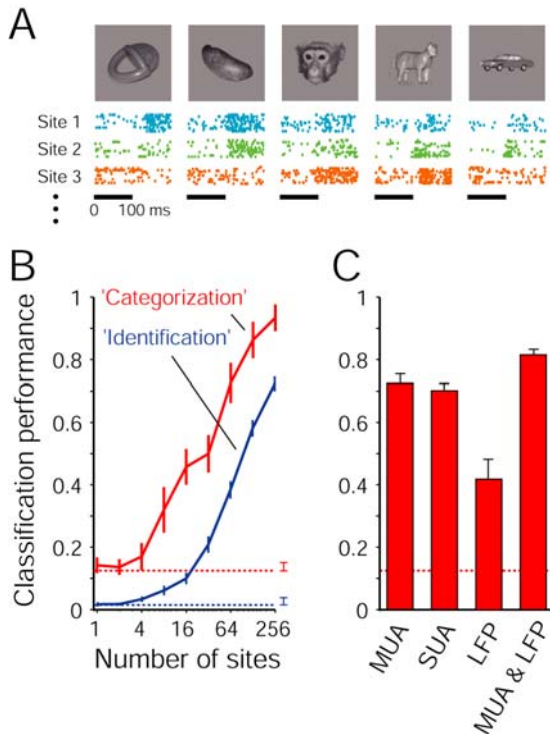 A
Site 1
Site 2
Site 3
0 100 ms
B
C
Classification performance
1
0.8
0.6
0.4
0.2
0
'Categorization'
'Identification'
1 4 16 64 256
Number of sites
1
0.8
0.6
0.4
0.2
0
MUA
SUA
LFP
MUA & LFP